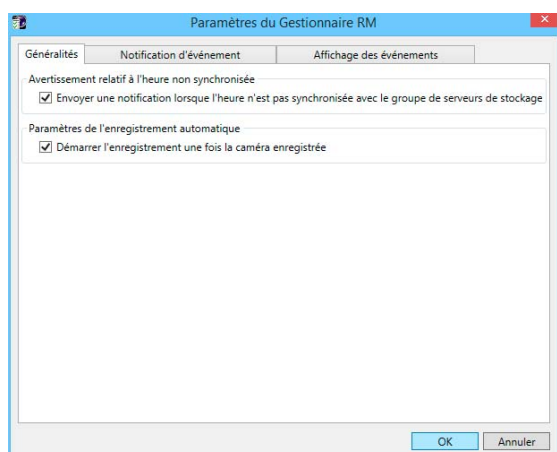 Paramètres du Gestionnaire RM
Généralités
Notification d'événement
Affichage des événements
Avertissement relatif à l'heure non synchronisée
Envoyer une notification lorsque l'heure n'est pas synchronisée avec le groupe de serveurs de stockage
Paramètres de l'enregistrement automatique
Démarrer l'enregistrement une fois la caméra enregistrée
OK
Annuler